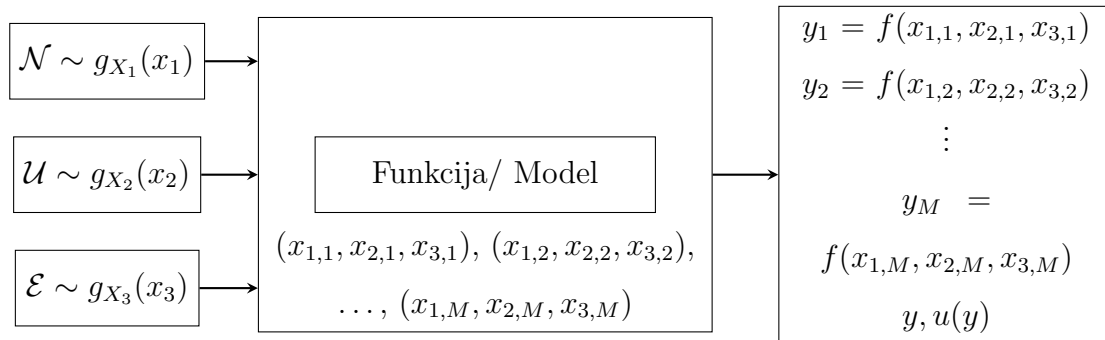 𝒩 ∼ g_{X_1}(x_1)
𝒰 ∼ g_{X_2}(x_2)
ℰ ∼ g_{X_3}(x_3)
Funkcija/ Model
(x_{1,1}, x_{2,1}, x_{3,1}), (x_{1,2}, x_{2,2}, x_{3,2}),
…, (x_{1,M}, x_{2,M}, x_{3,M})
y_1 = f(x_{1,1}, x_{2,1}, x_{3,1})
y_2 = f(x_{1,2}, x_{2,2}, x_{3,2})
⋮
y_M =
f(x_{1,M}, x_{2,M}, x_{3,M})
y, u(y)